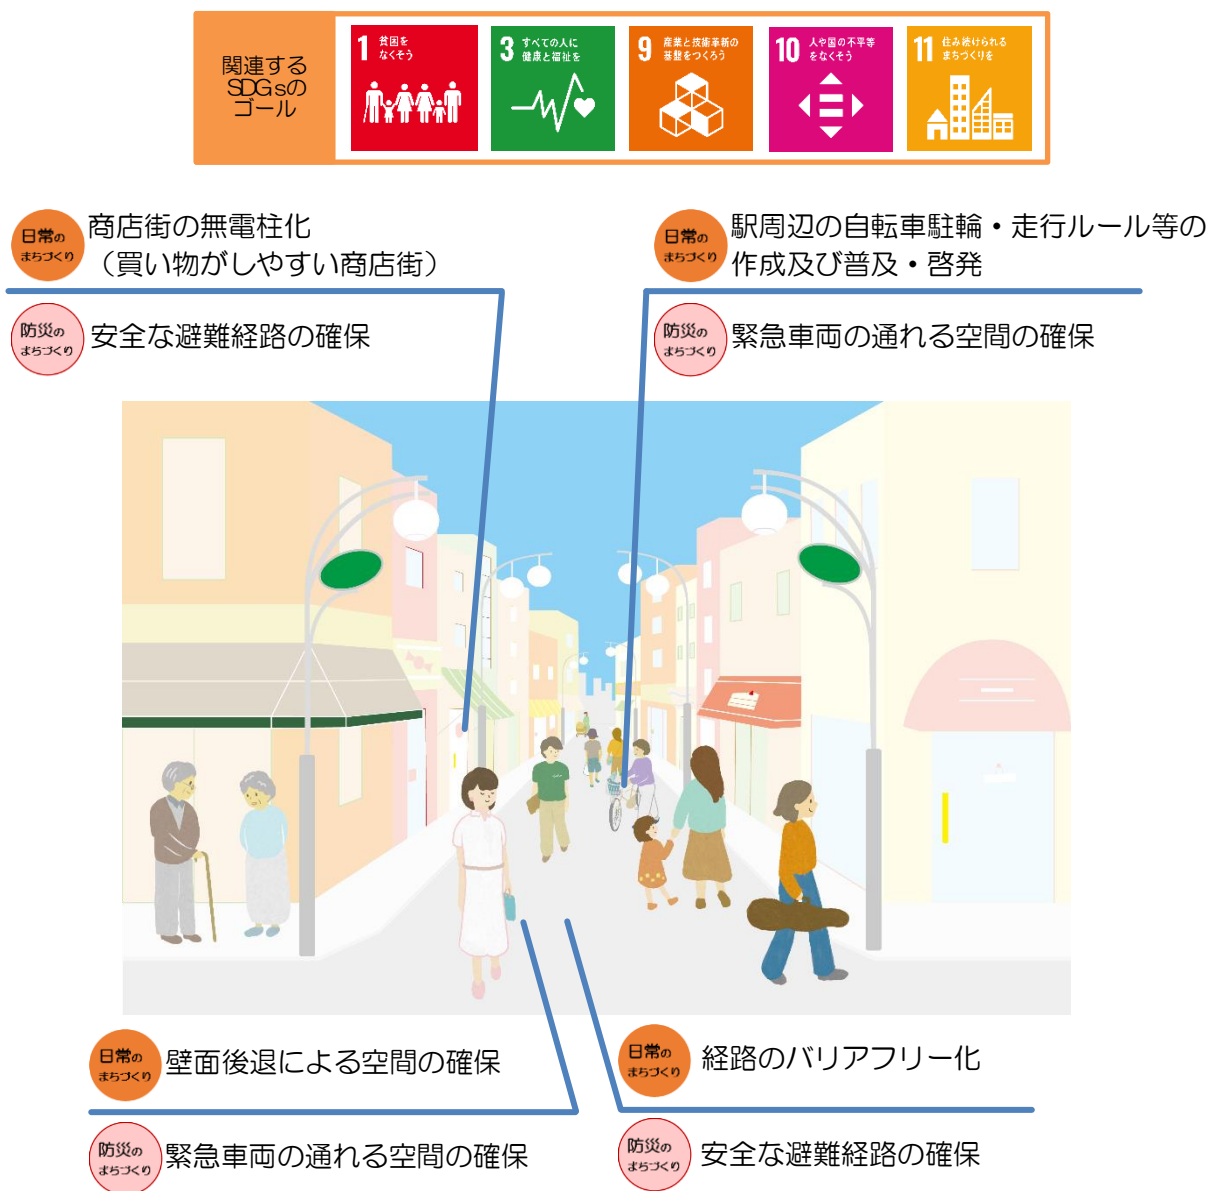 関連する
SDGsの
ゴール
1 貧困を
なくそう
3 すべての人に
健康と福祉を
9 産業と技術革新の
基盤をつくろう
10 人や国の不平等
をなくそう
11 住み続けられる
まちづくりを
日常の
まちづくり
商店街の無電柱化
（買い物がしやすい商店街）
防災の
まちづくり
安全な避難経路の確保
日常の
まちづくり
駅周辺の自転車駐輪・走行ルール等の
作成及び普及・啓発
防災の
まちづくり
緊急車両の通れる空間の確保
日常の
まちづくり
壁面後退による空間の確保
防災の
まちづくり
緊急車両の通れる空間の確保
日常の
まちづくり
経路のバリアフリー化
防災の
まちづくり
安全な避難経路の確保